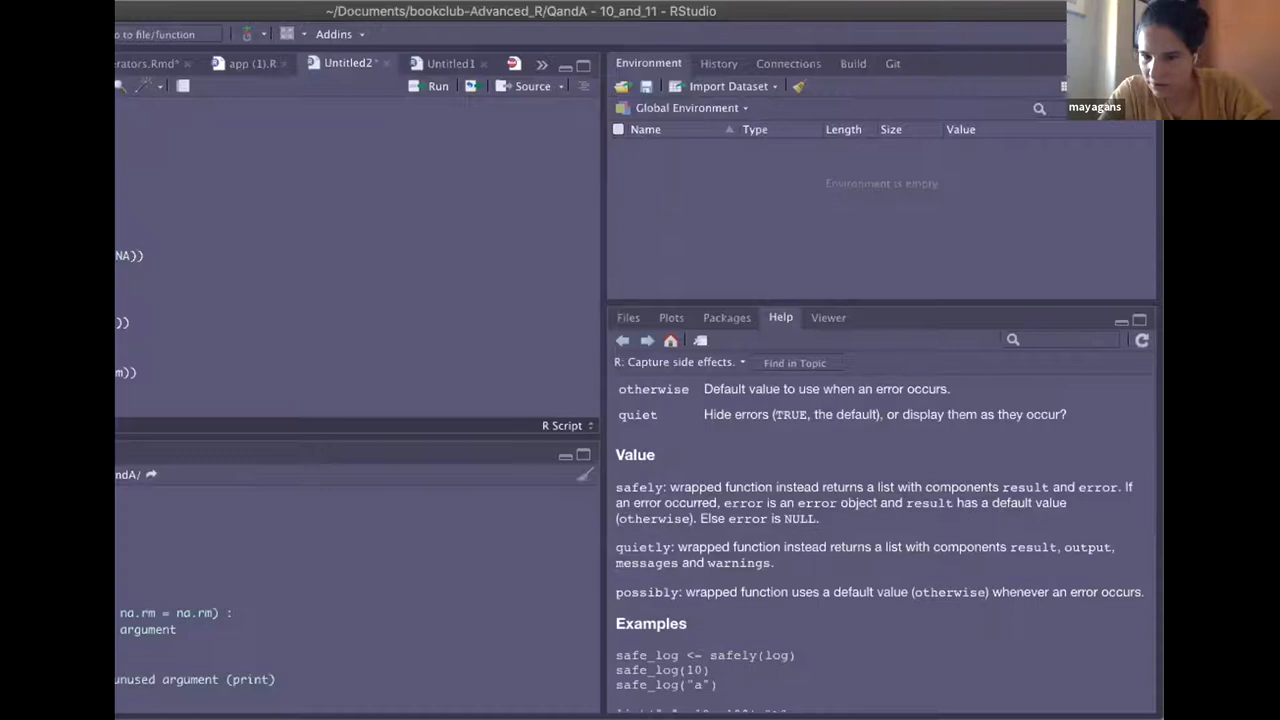 ~/Documents/bookclub-Advanced_R/QandA - 10_and_11 - RStudio
o to file/function
Addins
erators.Rmd*
app (1).R
Untitled2*
Untitled1
Run
Source
NA))
))
m))
R Script
ndA/
na.rm = na.rm) :
argument
unused argument (print)
Environment
History
Connections
Build
Git
Import Dataset
Global Environment
Name
Type
Length
Size
Value
Environment is empty
mayagans
Files
Plots
Packages
Help
Viewer
R: Capture side effects.
Find in Topic
otherwise Default value to use when an error occurs.
quiet Hide errors (TRUE, the default), or display them as they occur?
Value
safely: wrapped function instead returns a list with components result and error. If
an error occurred, error is an error object and result has a default value
(otherwise). Else error is NULL.
quietly: wrapped function instead returns a list with components result, output,
messages and warnings.
possibly: wrapped function uses a default value (otherwise) whenever an error occurs.
Examples
safe_log <- safely(log)
safe_log(10)
safe_log("a")